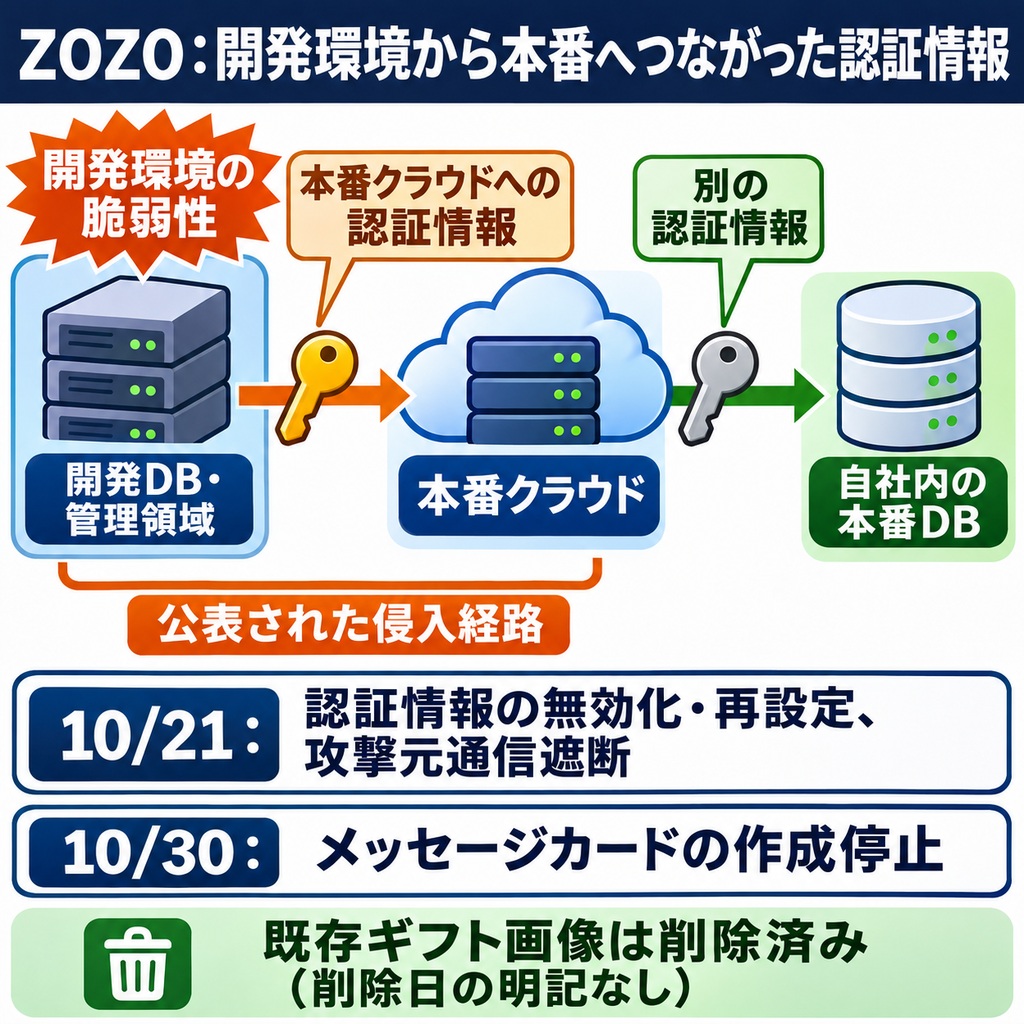 ZOZO：開発環境から本番へつながった認証情報
開発環境の
脆弱性
本番クラウドへの
認証情報
別の
認証情報
開発DB・
管理領域
本番クラウド
自社内の
本番DB
公表された侵入経路
10/21：
認証情報の無効化・再設定、
攻撃元通信遮断
10/30：
メッセージカードの作成停止
既存ギフト画像は削除済み
（削除日の明記なし）